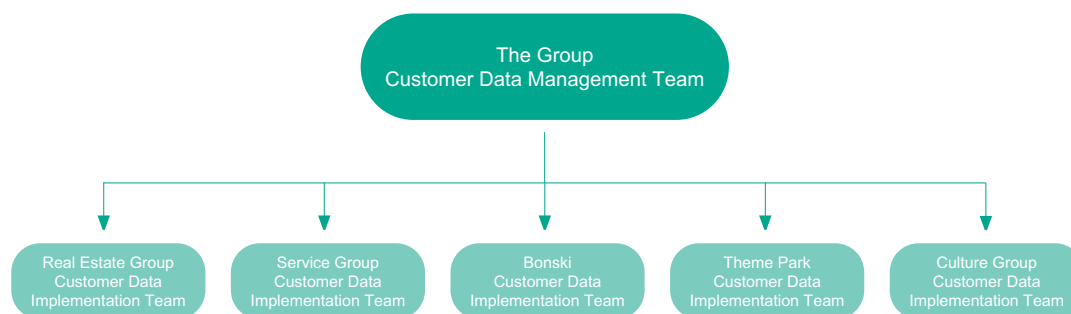 The Group
Customer Data Management Team
Real Estate Group
Customer Data
Implementation Team
Service Group
Customer Data
Implementation Team
Bonski
Customer Data
Implementation Team
Theme Park
Customer Data
Implementation Team
Culture Group
Customer Data
Implementation Team